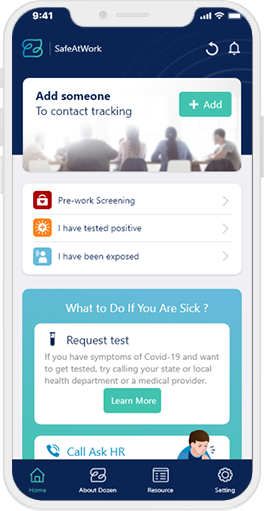 9:41
SafeAtWork
Add someone
To contact tracking
+ Add
Pre-work Screening
I have tested positive
I have been exposed
What to Do If You Are Sick ?
Request test
If you have symptoms of Covid-19 and want
to get tested, try calling your state or local
health department or a medical provider.
Learn More
Call Ask HR
Home
About Dozen
Resource
Setting